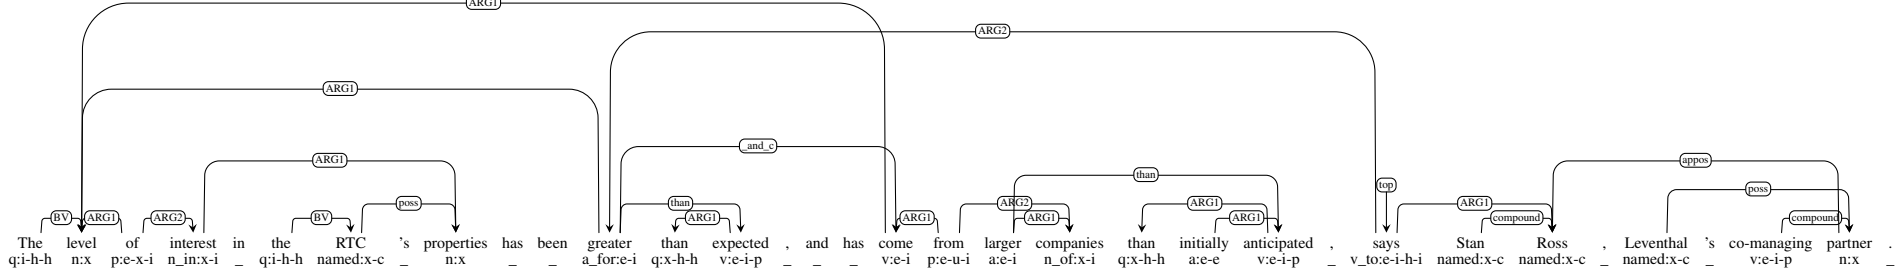 ARG1
ARG2
ARG1
_and_c
ARG1 appos
than
top
poss
poss than ARG2 ARG1 ARG1
BV ARG1 ARG2 BV ARG1 ARG1 ARG1 ARG1 compound compound
The level of interest in the RTC 's properties has been greater than expected , and has come from larger companies than initially anticipated , says Stan Ross , Leventhal 's co-managing partner .
q:i-h-h n:x p:e-x-i n_in:x-i _ q:i-h-h named:x-c _ n:x _ _ a_for:e-i q:x-h-h v:e-i-p _ _ _ v:e-i p:e-u-i a:e-i n_of:x-i q:x-h-h a:e-e v:e-i-p _ v_to:e-i-h-i named:x-c named:x-c _ named:x-c _ v:e-i-p n:x _